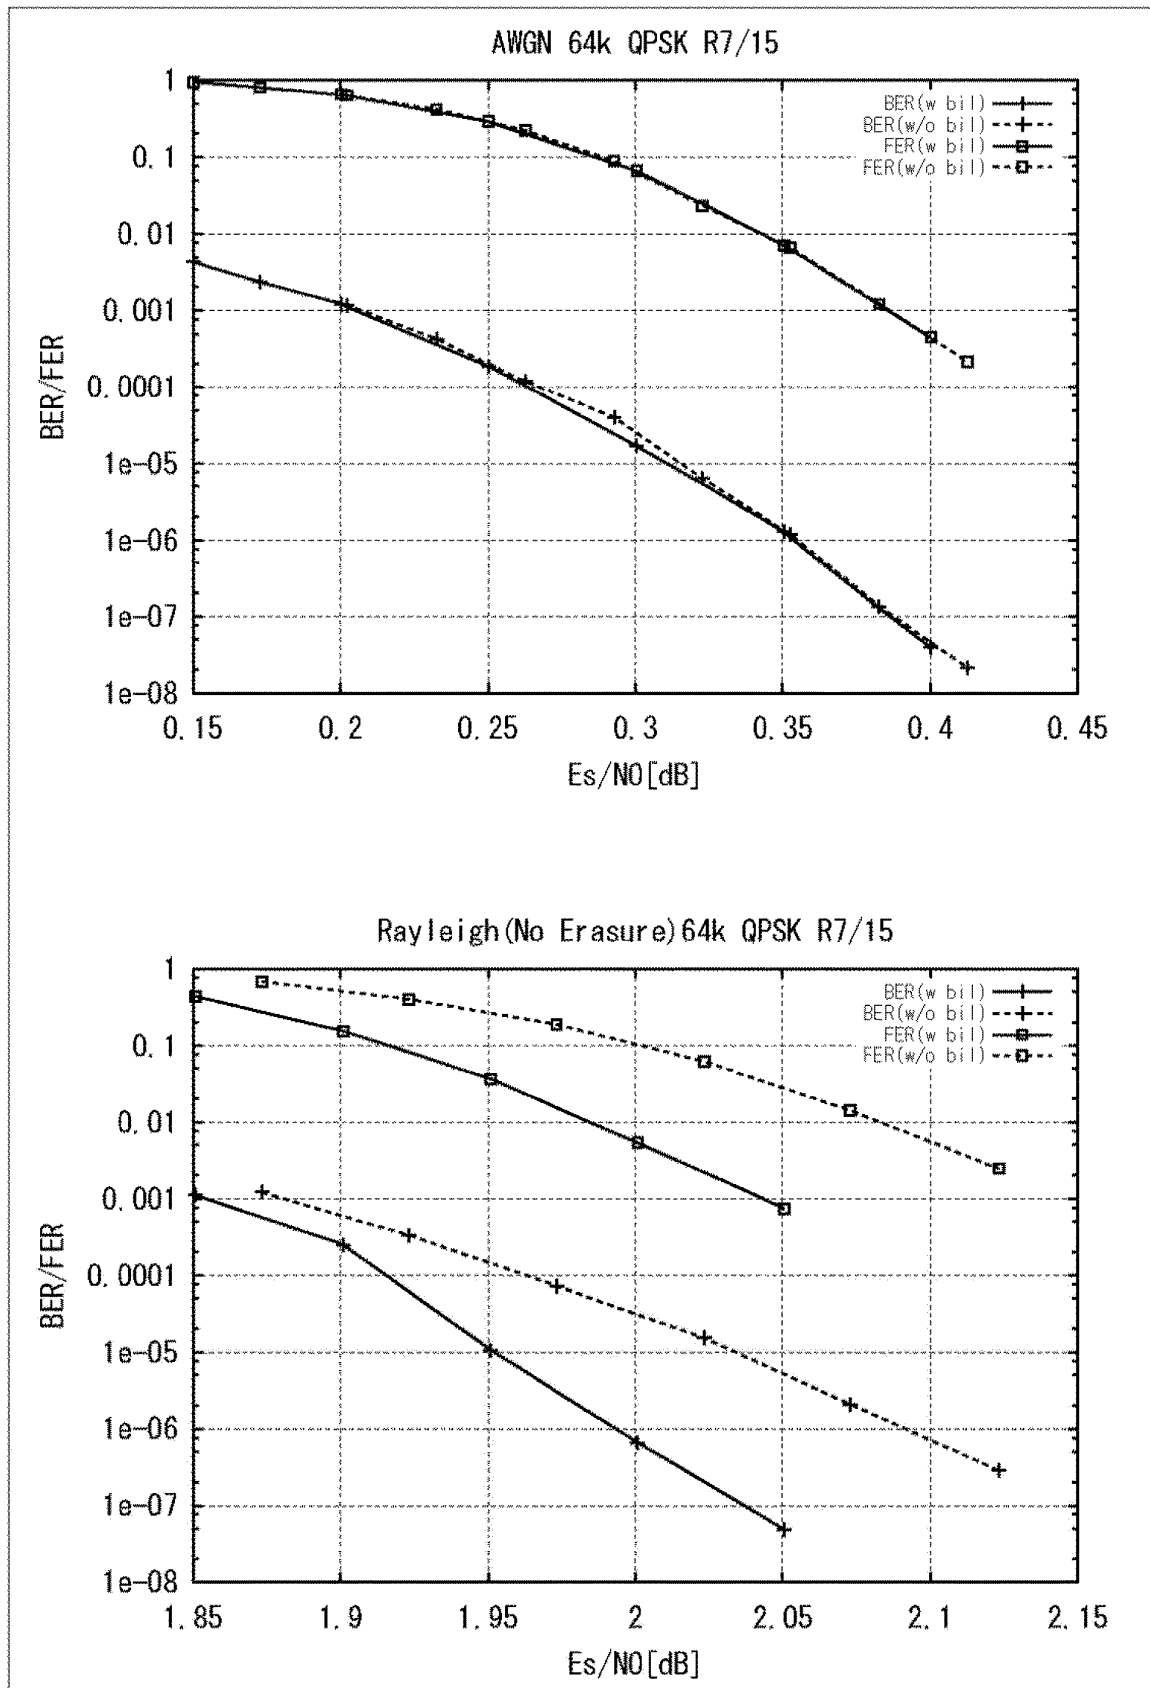 AWGN 64k QPSK R7/15
1
0.1
0.01
0.001
0.0001
1e-05
1e-06
1e-07
1e-08
BER/FER
BER(w bil)
BER(w/o bil)
FER(w bil)
FER(w/o bil)
0.15 0.2 0.25 0.3 0.35 0.4 0.45
Es/N0[dB]
Rayleigh(No Erasure)64k QPSK R7/15
1
0.1
0.01
0.001
0.0001
1e-05
1e-06
1e-07
1e-08
BER/FER
BER(w bil)
BER(w/o bil)
FER(w bil)
FER(w/o bil)
1.85 1.9 1.95 2 2.05 2.1 2.15
Es/N0[dB]